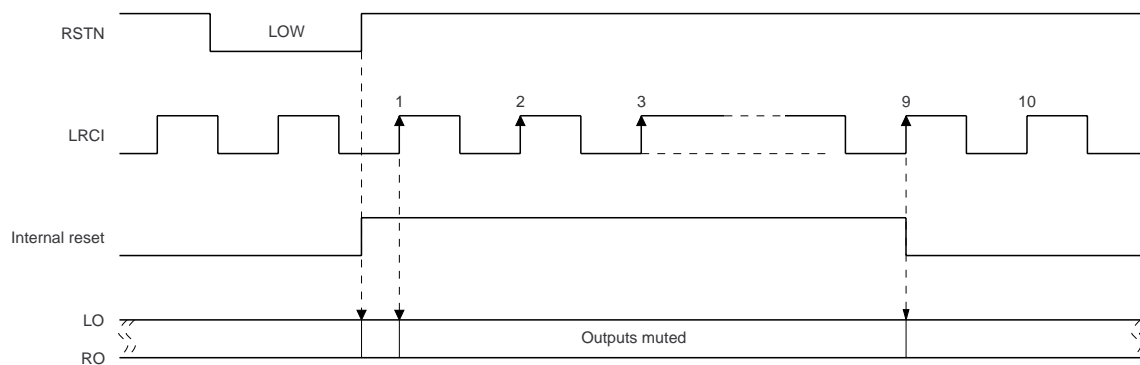 RSTN
LOW
1 2 3 9 10
LRCI
Internal reset
LO
Outputs muted
RO